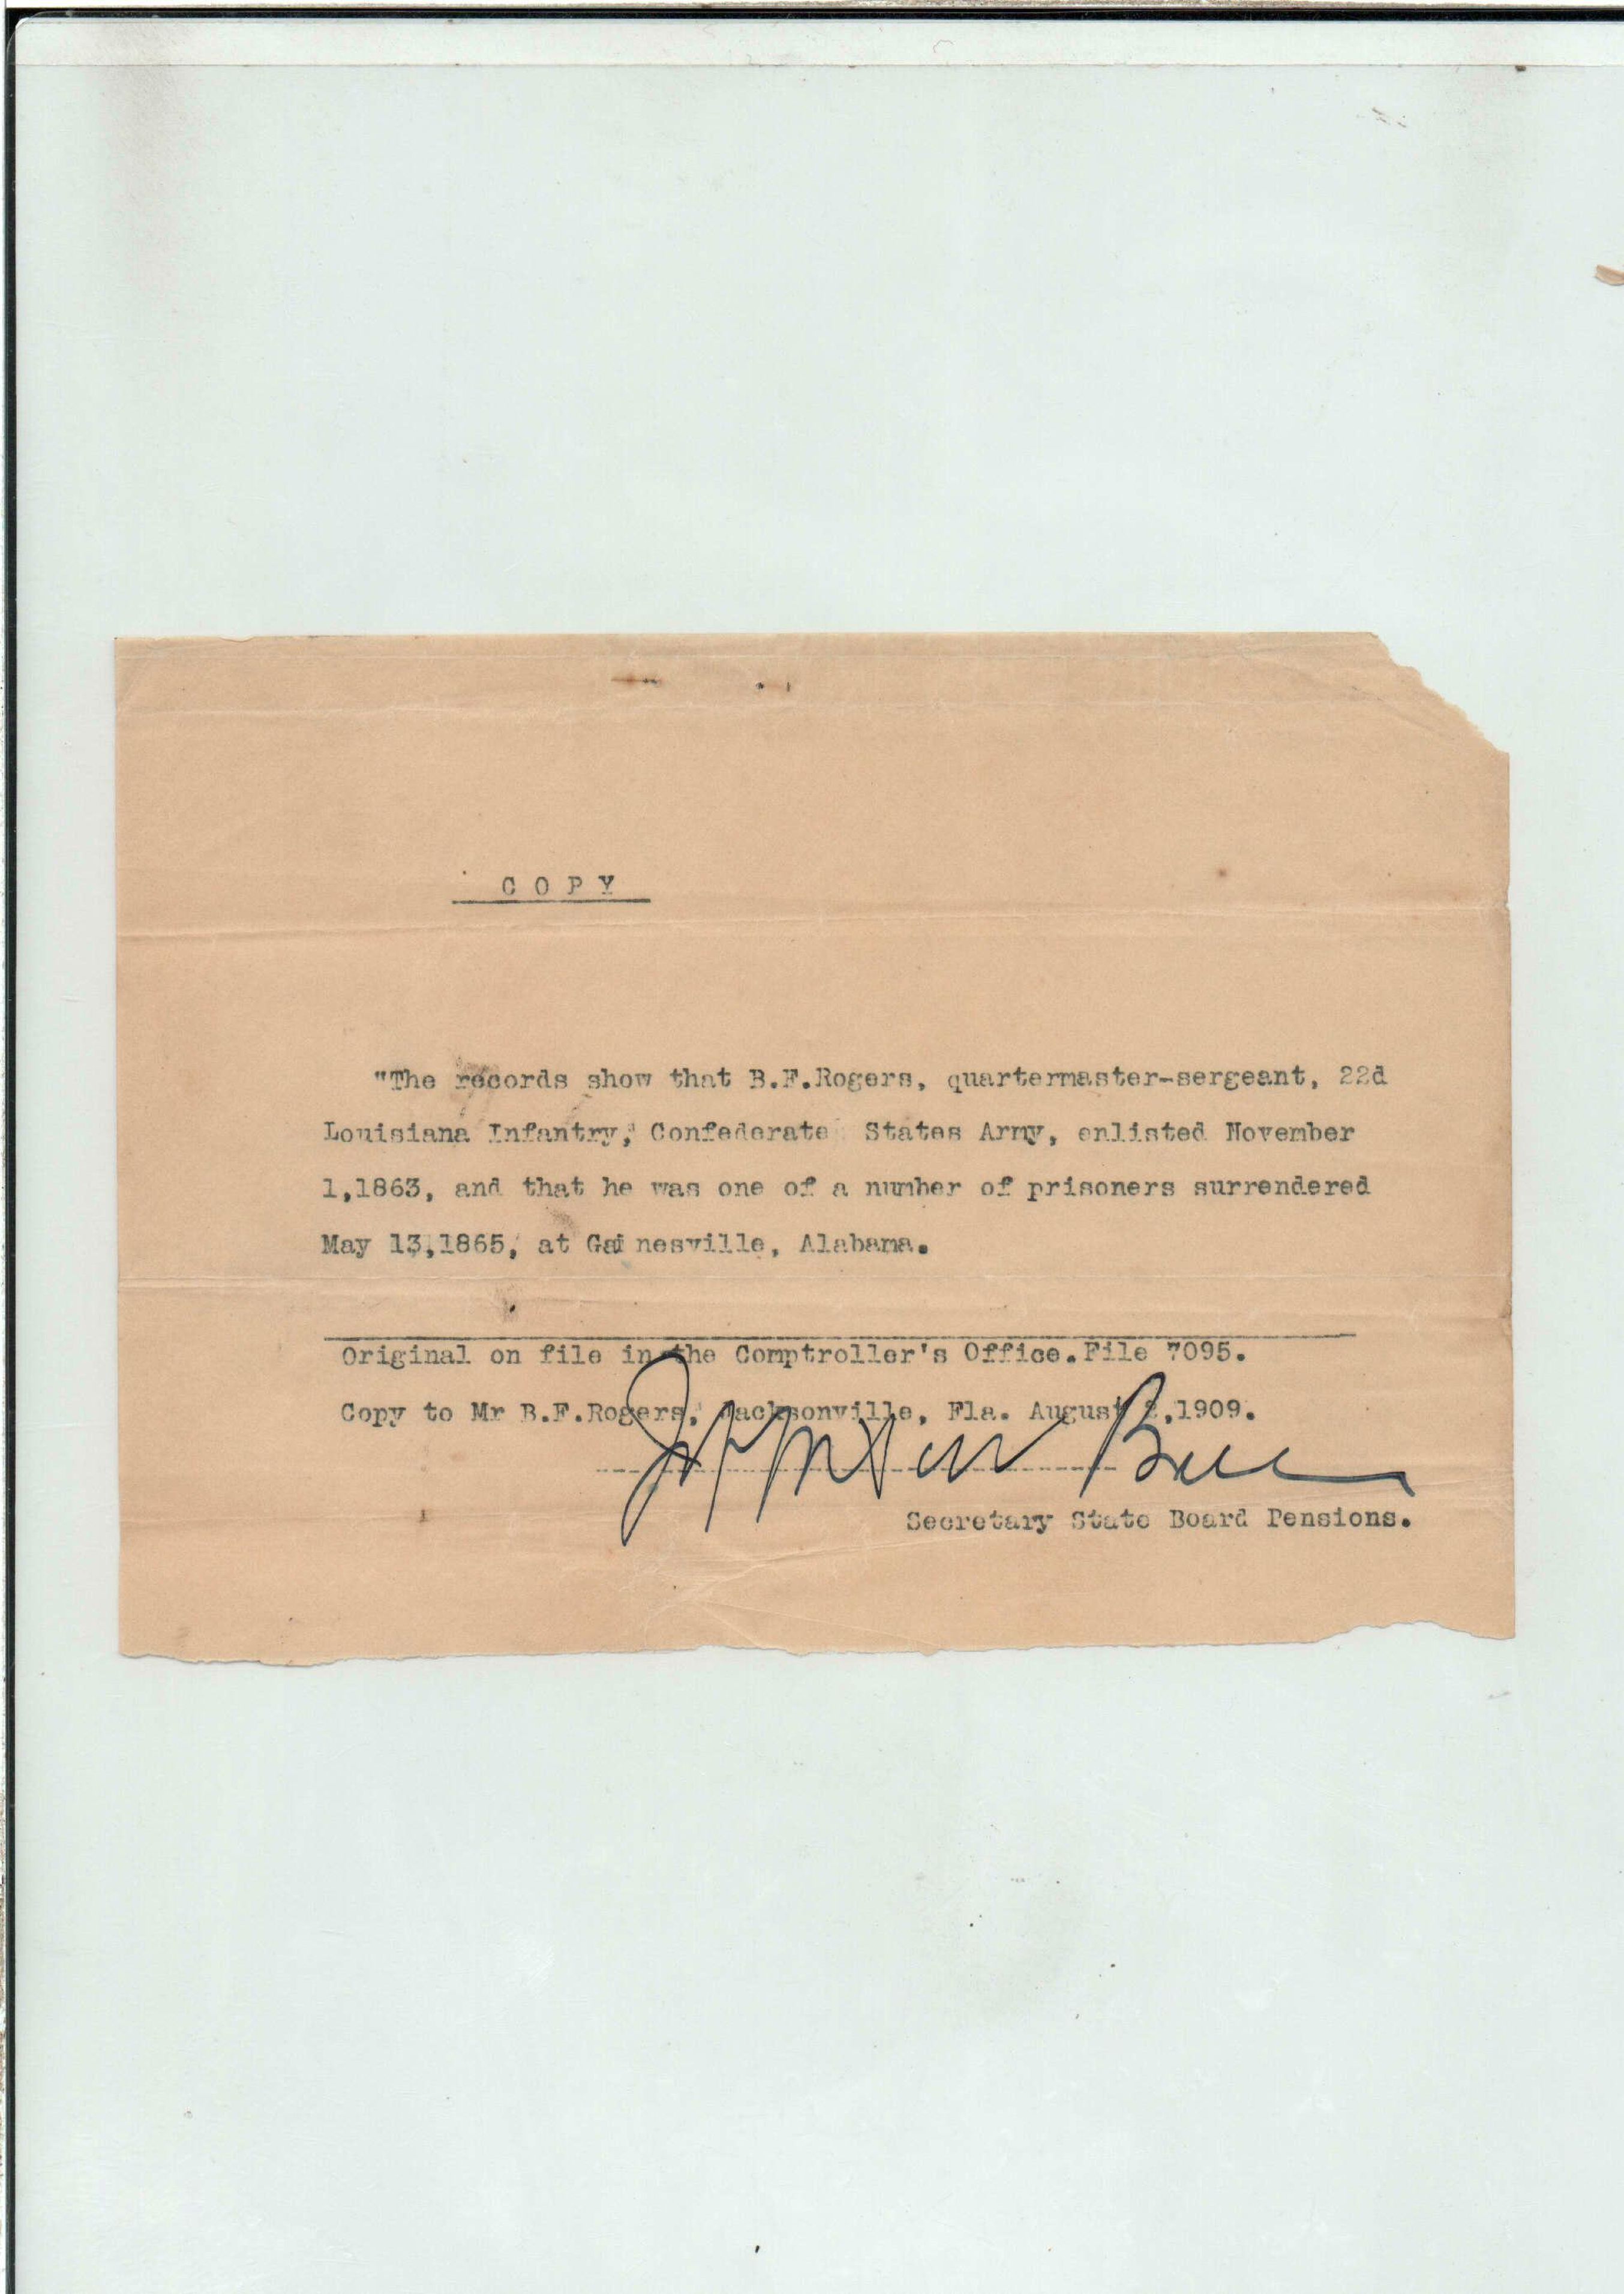 C O P Y
"The records show that B.F.Rogers, quartermaster-sergeant, 22d
Louisiana Infantry, Confederate States Army, enlisted November
1,1863, and that he was one of a number of prisoners surrendered
May 13,1865, at Gainesville, Alabama.
Original on file in the Comptroller's Office.File 7095.
Copy to Mr B.F.Rogers, Jacksonville, Fla. August ,1909.
Secretary State Board Pensions.